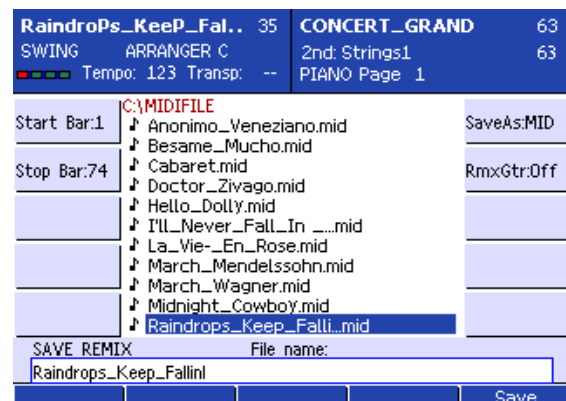 RaindroPs_KeeP_Fal.. 35
SWING ARRANGER C
Tempo: 123 Transp: --
CONCERT_GRAND 63
2nd: Strings1 63
PIANO Page 1
Start Bar:1
Stop Bar:74
C:\MIDIFILE
Anonimo_Veneziano.mid
Besame_Mucho.mid
Cabaret.mid
Doctor_Zivago.mid
Hello_Dolly.mid
I'll_Never_Fall_In _...mid
La_Vie-_En_Rose.mid
March_Mendelssohn.mid
March_Wagner.mid
Midnight_Cowboy.mid
Raindrops_Keep_Falli...mid
SaveAs:MID
RmxGtr:Off
SAVE REMIX File name:
Raindrops_Keep_Fallinl
Save